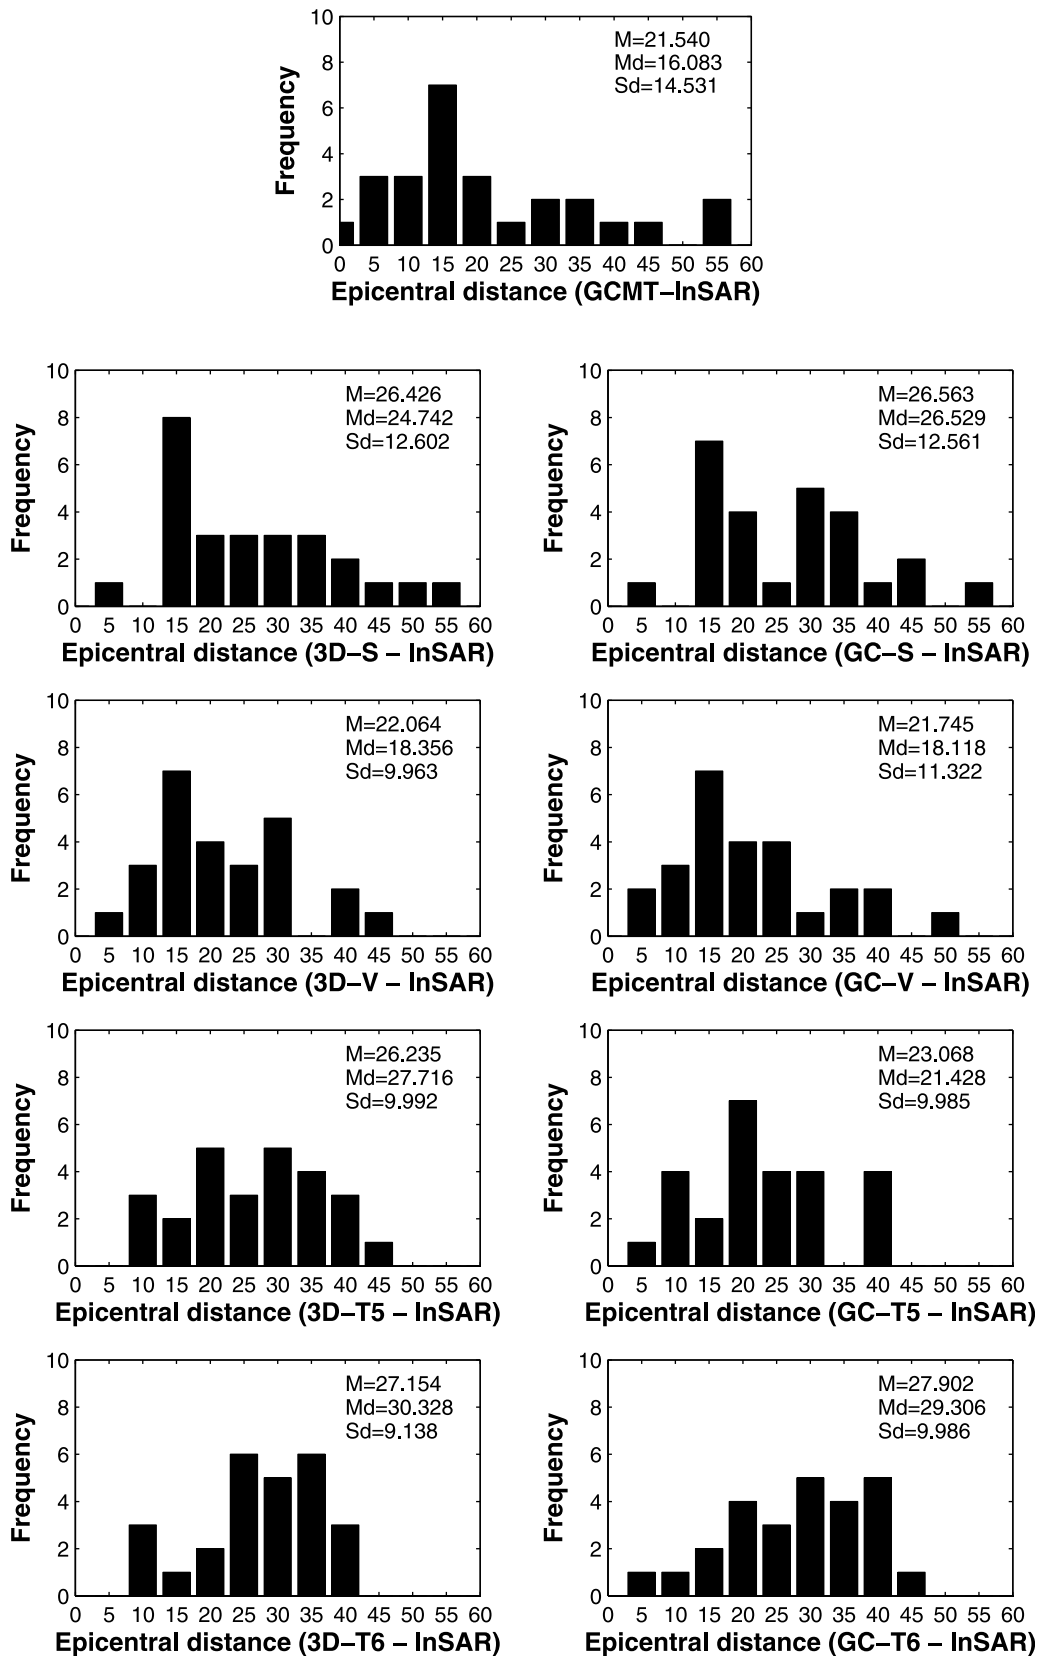 10
8
6
4
2
0
Frequency
M=21.540
Md=16.083
Sd=14.531
0 5 10 15 20 25 30 35 40 45 50 55 60
Epicentral distance (GCMT−InSAR)
10
8
6
4
2
0
Frequency
M=26.426
Md=24.742
Sd=12.602
0 5 10 15 20 25 30 35 40 45 50 55 60
Epicentral distance (3D−S − InSAR)
10
8
6
4
2
0
Frequency
M=26.563
Md=26.529
Sd=12.561
0 5 10 15 20 25 30 35 40 45 50 55 60
Epicentral distance (GC−S − InSAR)
10
8
6
4
2
0
Frequency
M=22.064
Md=18.356
Sd=9.963
0 5 10 15 20 25 30 35 40 45 50 55 60
Epicentral distance (3D−V − InSAR)
10
8
6
4
2
0
Frequency
M=21.745
Md=18.118
Sd=11.322
0 5 10 15 20 25 30 35 40 45 50 55 60
Epicentral distance (GC−V − InSAR)
10
8
6
4
2
0
Frequency
M=26.235
Md=27.716
Sd=9.992
0 5 10 15 20 25 30 35 40 45 50 55 60
Epicentral distance (3D−T5 − InSAR)
10
8
6
4
2
0
Frequency
M=23.068
Md=21.428
Sd=9.985
0 5 10 15 20 25 30 35 40 45 50 55 60
Epicentral distance (GC−T5 − InSAR)
10
8
6
4
2
0
Frequency
M=27.154
Md=30.328
Sd=9.138
0 5 10 15 20 25 30 35 40 45 50 55 60
Epicentral distance (3D−T6 − InSAR)
10
8
6
4
2
0
Frequency
M=27.902
Md=29.306
Sd=9.986
0 5 10 15 20 25 30 35 40 45 50 55 60
Epicentral distance (GC−T6 − InSAR)